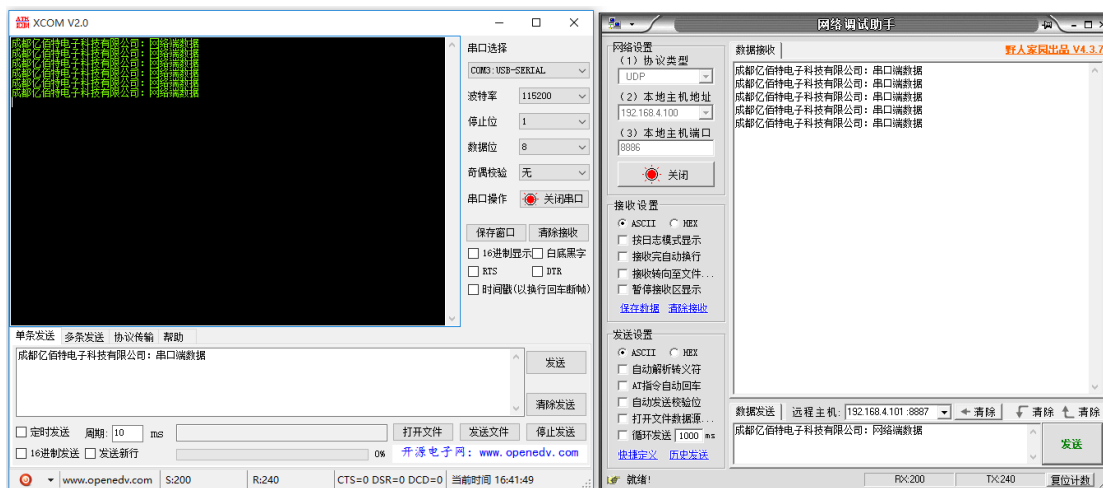 XCOM V2.0
成都亿佰特电子科技有限公司: 网络端数据
成都亿佰特电子科技有限公司: 网络端数据
成都亿佰特电子科技有限公司: 网络端数据
成都亿佰特电子科技有限公司: 网络端数据
成都亿佰特电子科技有限公司: 网络端数据
成都亿佰特电子科技有限公司: 网络端数据
串口选择
COM3:USB-SERIAL
波特率 115200
停止位 1
数据位 8
奇偶校验 无
串口操作 关闭串口
保存窗口 清除接收
16进制显示 白底黑字
RTS DTR
时间戳(以换行回车断帧)
单条发送 多条发送 协议传输 帮助
成都亿佰特电子科技有限公司: 串口端数据
发送
清除发送
定时发送 周期: 10 ms 打开文件 发送文件 停止发送
16进制发送 发送新行 0% 开源电子网: www.openedv.com
www.openedv.com S:200 R:240 CTS=0 DSR=0 DCD=0 当前时间 16:41:49
网络调试助手
网络设置
(1) 协议类型
UDP
(2) 本地主机地址
192.168.4.100
(3) 本地主机端口
8886
关闭
接收设置
ASCII HEX
按日志模式显示
接收完自动换行
接收转向至文件...
暂停接收区显示
保存数据 清除接收
发送设置
ASCII HEX
自动解析转义符
AT指令自动回车
自动发送校验位
打开文件数据源...
循环发送 1000 ms
快捷定义 历史发送
数据接收 野人家园出品 V4.3.7
成都亿佰特电子科技有限公司: 串口端数据
成都亿佰特电子科技有限公司: 串口端数据
成都亿佰特电子科技有限公司: 串口端数据
成都亿佰特电子科技有限公司: 串口端数据
成都亿佰特电子科技有限公司: 串口端数据
数据发送 远程主机: 192.168.4.101 :8887 清除 清除 清除
成都亿佰特电子科技有限公司: 网络端数据
发送
就绪! RX:200 TX:240 复位计数